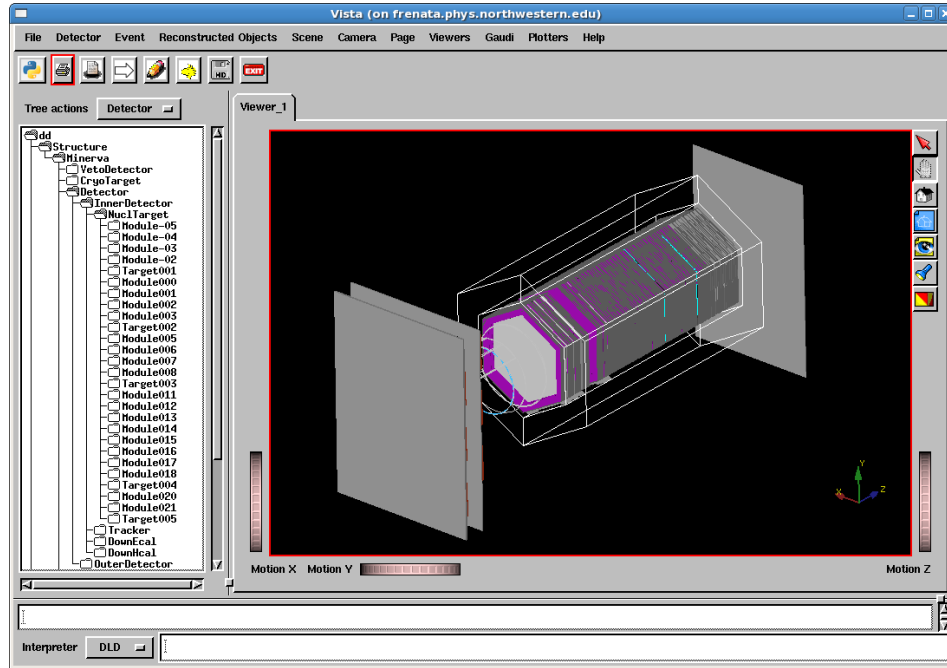 Vista (on frenata.phys.northwestern.edu)
File Detector Event Reconstructed Objects Scene Camera Page Viewers Gaudi Plotters Help
HD
EXIT
Tree actions Detector
Viewer_1
dd
Structure
Minerva
VetoDetector
CryoTarget
Detector
InnerDetector
NuclTarget
Module-05
Module-04
Module-03
Module-02
Target001
Module000
Module001
Module002
Module003
Target002
Module005
Module006
Module007
Module008
Target003
Module011
Module012
Module013
Module014
Module015
Module016
Module017
Module018
Target004
Module020
Module021
Target005
Tracker
DownEcal
DownHcal
OuterDetector
Y
X
Z
Motion X Motion Y Motion Z
Interpreter DLD